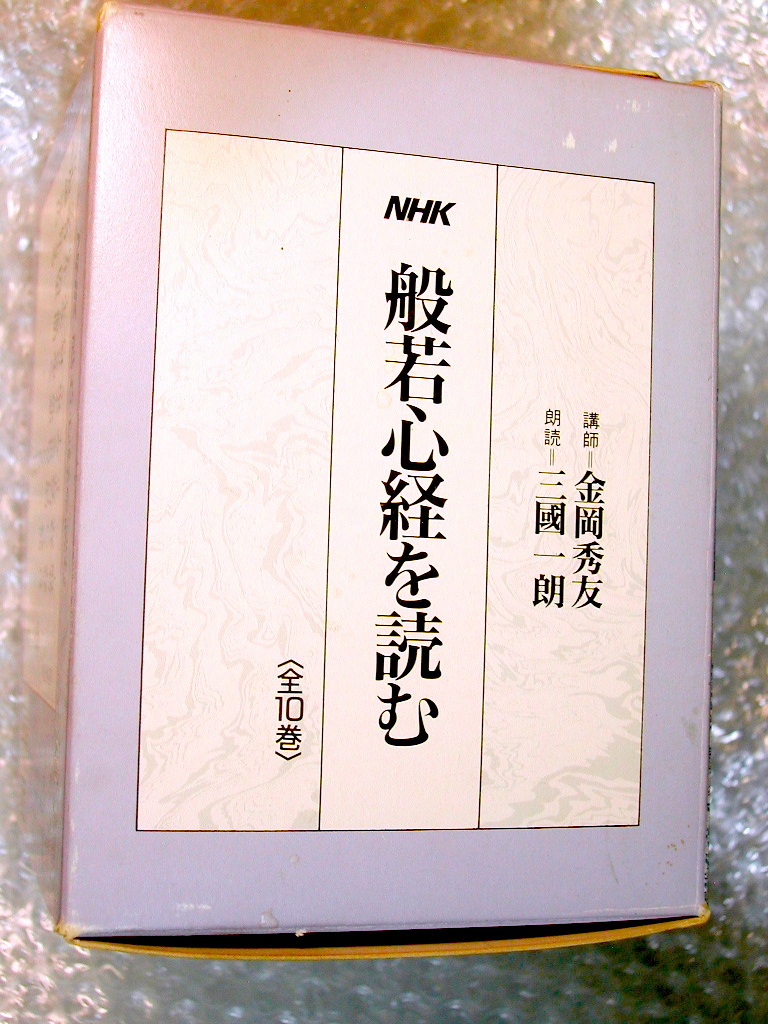 講師=金岡秀友
朗読=三國一朗
NHK
般若心経を読む
〈全10巻〉